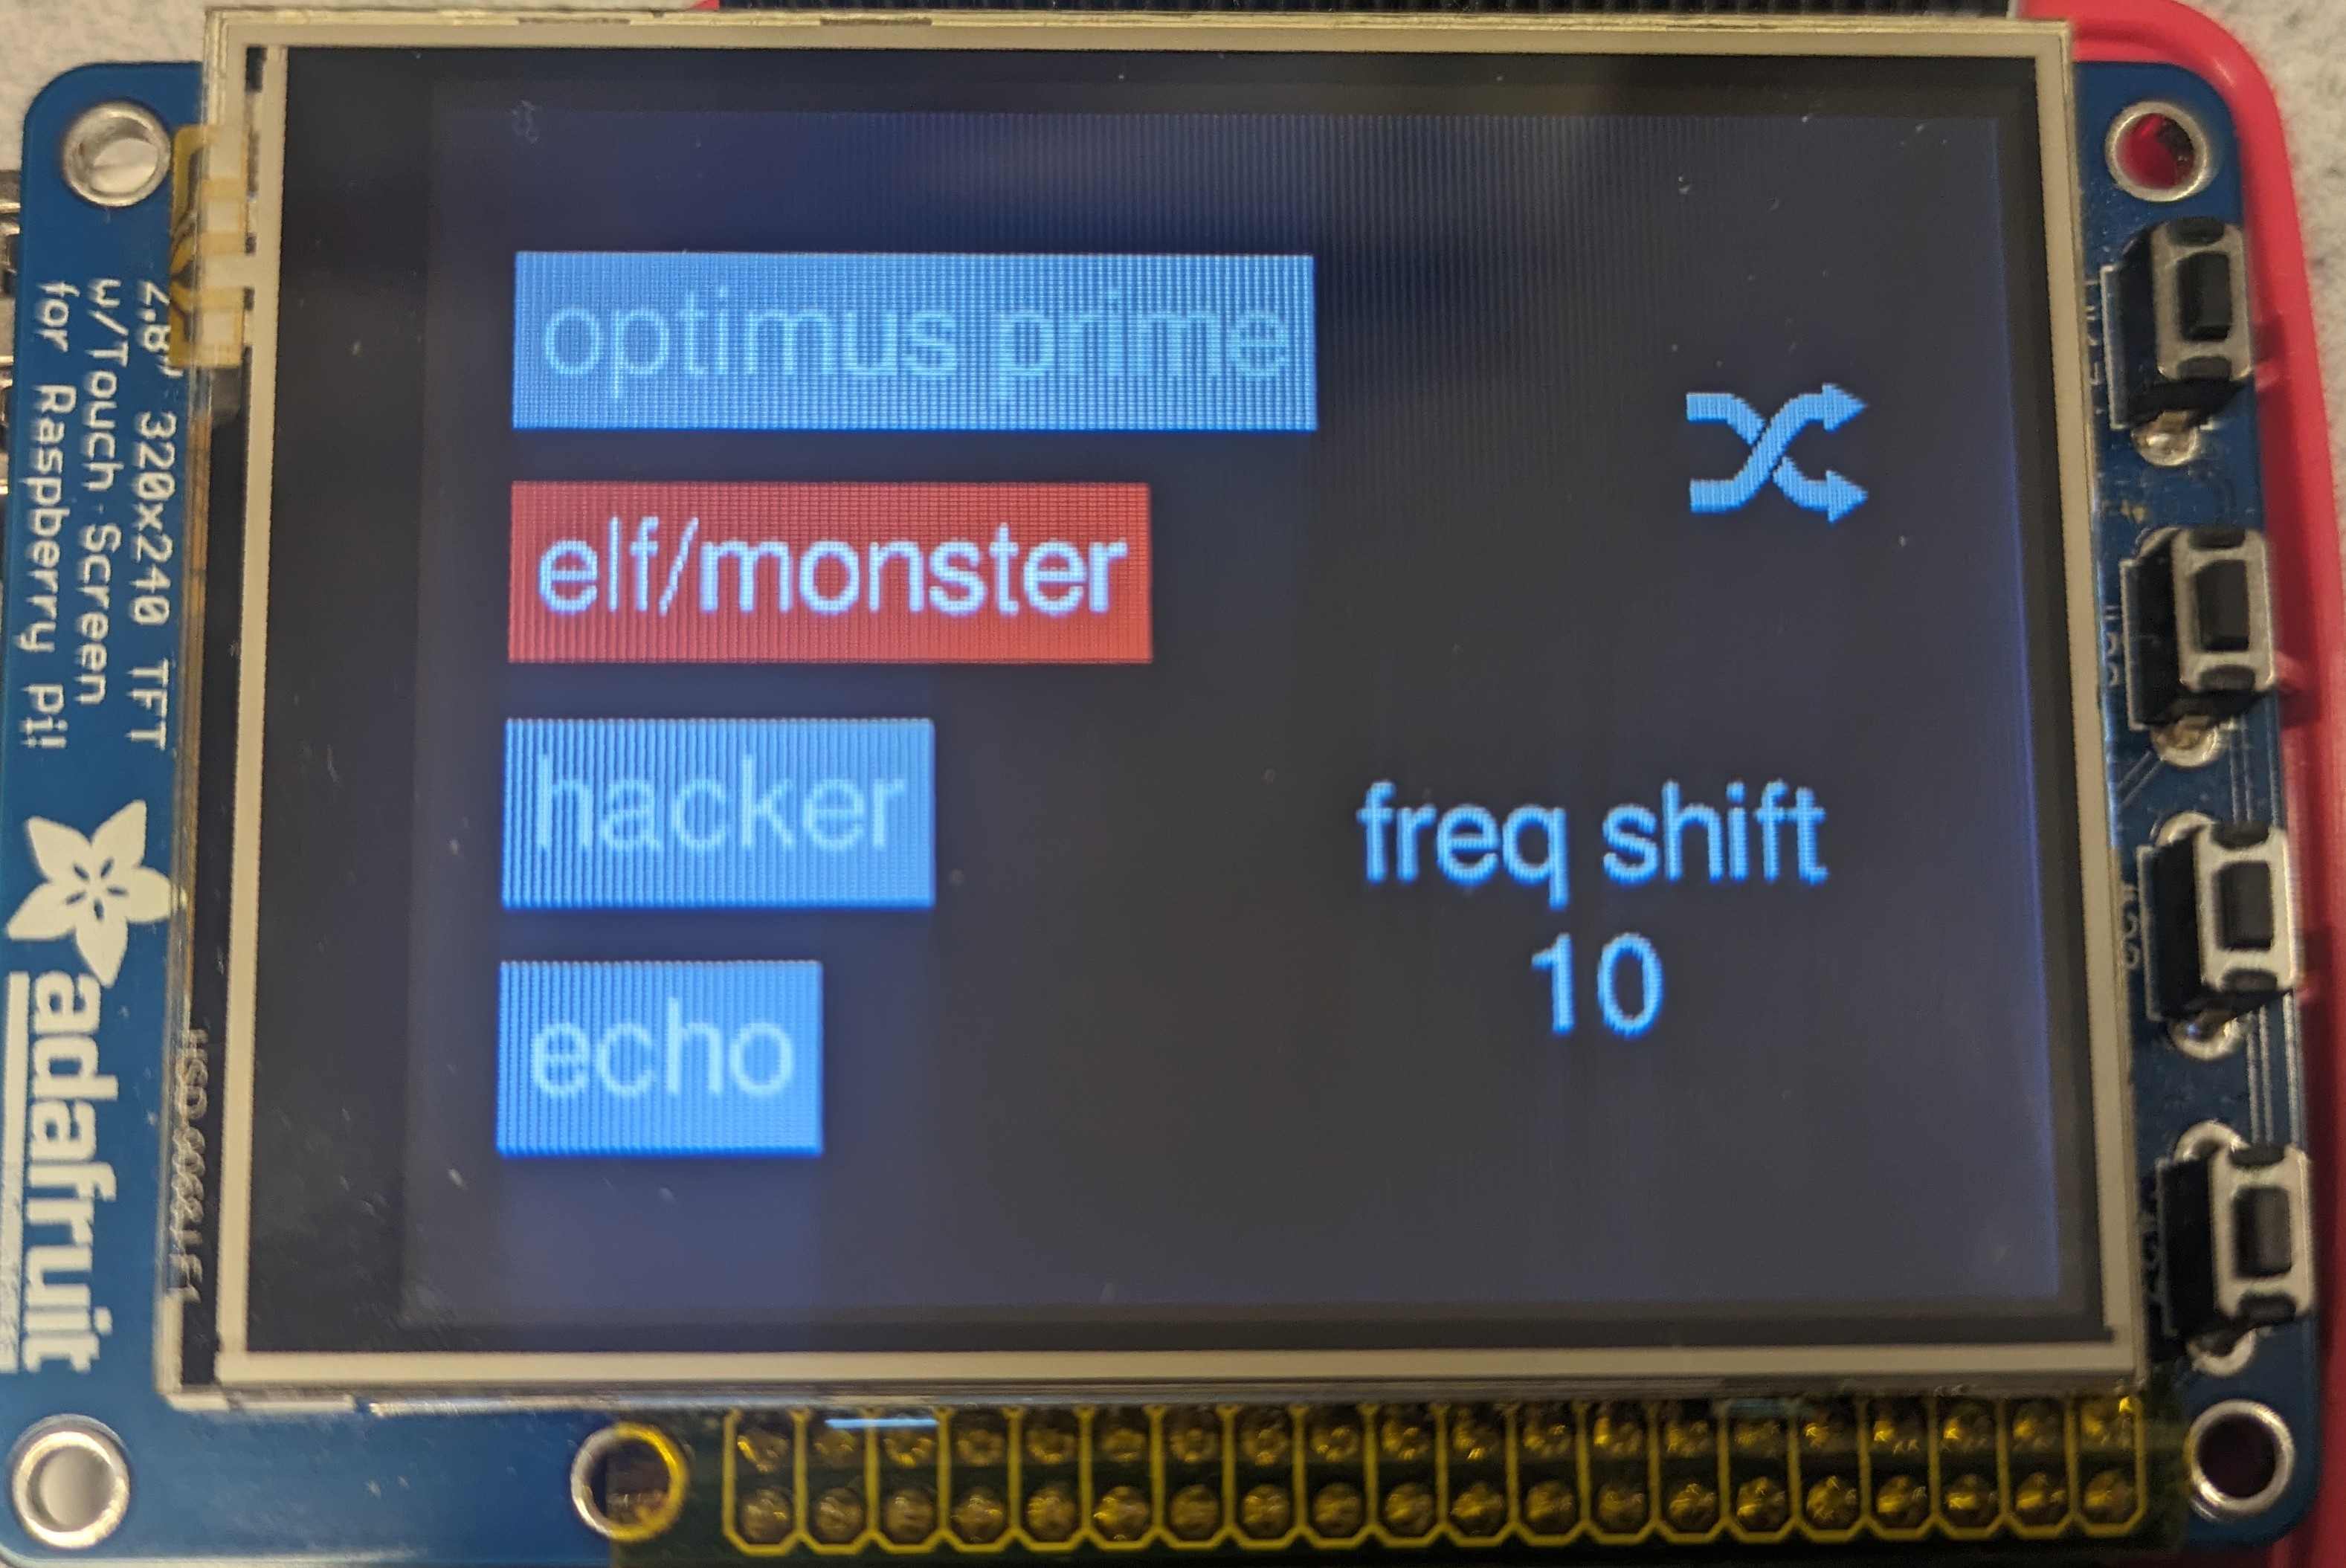 optimus prime
elf/monster
hacker
echo
freq shift
10
2.8" 320x240 TFT
w/Touch Screen
for Raspberry Pi!
adafruit